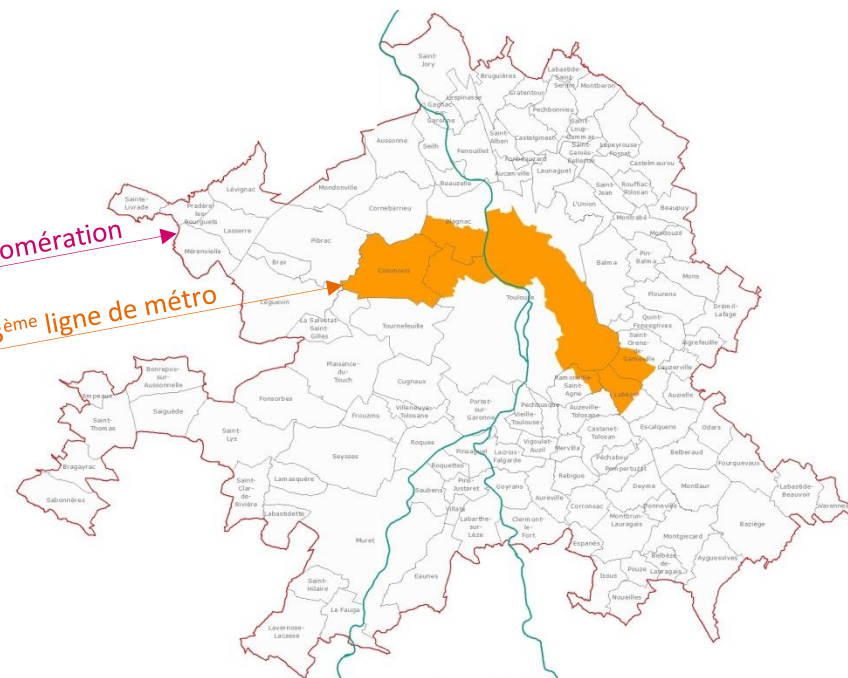 omération
ème ligne de métro
Saint-
Jory
Bruguières
Labastide-
Saint-
Sernin
Montberon
Lespinasse
Gratentour
Gagnac-
sur-
Garonne
Pechbonnieu
Saint-
Loup-
Cammas
Saint-
Alban
Castelginest
Aussonne
Seilh
Fenouillet
Saint-
Geniès-
Bellevue
Lapeyrouse-
Fossat
Fonbeauzard
Castelmaurou
Aucamville
Launaguet
Beauzelle
Mondonville
Lévignac
Sainte-
Livrade
Saint-
Jean
Rouffiac-
Tolosan
L'Union
Beaupuy
Pradère-
les-
Bourguets
Cornebarrieu
Montrabé
Blagnac
Lasserre
Mondouzil
Pibrac
Mérenvielle
Brax
Balma
Pin-
Balma
Colomiers
Mons
Flourens
Léguevin
Toulouse
Drémil-
Lafage
La Salvetat-
Saint-
Gilles
Tournefeuille
Quint-
Fonsegrives
Saint-
Orens-
de-
Gameville
Aigrefeuille
Plaisance-
du-
Touch
Lauzerville
Bonrepos-
sur-
Aussonnelle
Cugnaux
Ramonville-
Saint-
Agne
Labège
Auzielle
Empeaux
Fonsorbes
Saiguède
Frouzins
Villeneuve-
Tolosane
Portet-
sur-
Garonne
Pechbusque
Vieille-
Toulouse
Auzeville-
Tolosane
Saint-
Thomas
Saint-
Lys
Roques
Castanet-
Tolosan
Escalquens
Odars
Vigoulet-
Auzil
Mervilla
Péchabou
Belberaud
Seysses
Pinsaguel
Lacroix-
Falgarde
Fourquevaux
Pompertuzat
Bragayrac
Roquettes
Rebigue
Saint-
Clar-
de-
Rivière
Lamasquère
Pins-
Justaret
Goyrans
Deyme
Montlaur
Labastide-
Beauvoir
Sabonnères
Saubens
Aureville
Corronsac
Donneville
Varennes
Villate
Labastidette
Labarthe-
sur-
Lèze
Clermont-
le-
Fort
Montbrun-
Lauragais
Baziège
Muret
Espanès
Montgiscard
Belbèze-
de-
Lauragais
Ayguesvives
Pouze
Issus
Eaunes
Saint-
Hilaire
Noueilles
Le Fauga
Lavernose-
Lacasse